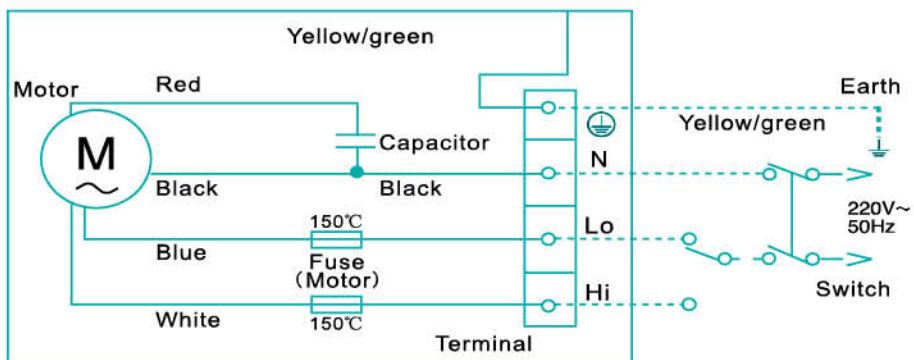 Yellow/green
Motor
Red
Earth
M
Capacitor
Yellow/green
N
Black
Black
220V~
50Hz
150℃
Lo
Blue
Fuse
(Motor)
Hi
Switch
White
150℃
Terminal